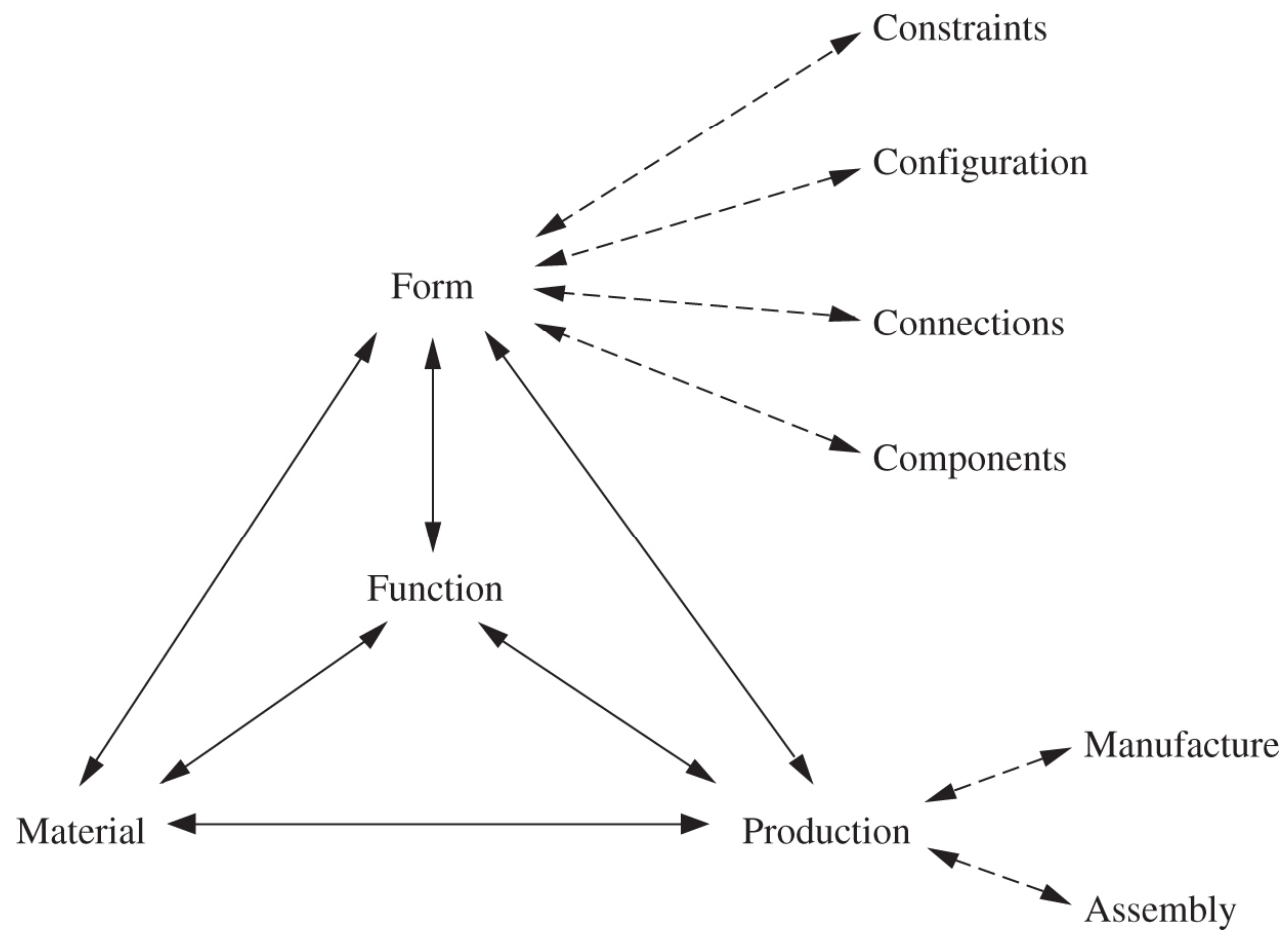 Constraints
Configuration
Form
Connections
Components
Function
Manufacture
Material
Production
Assembly